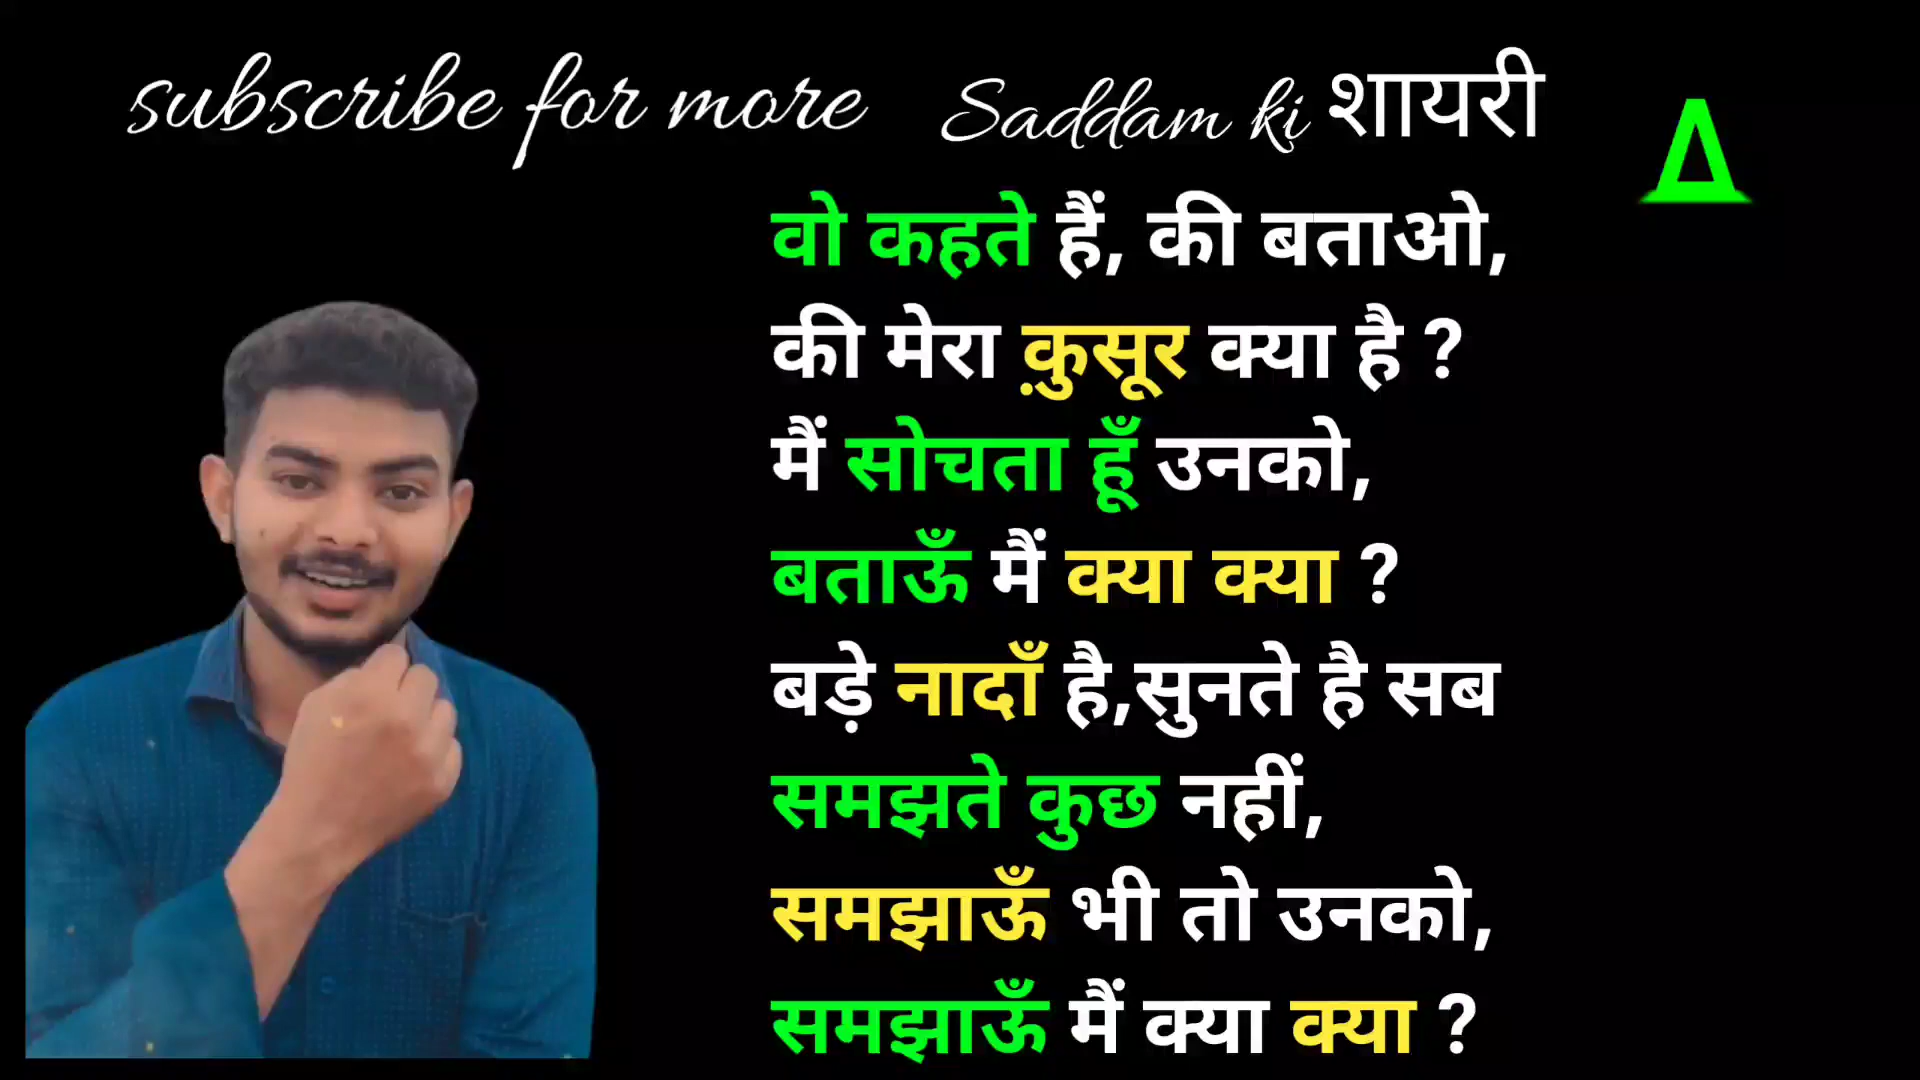 subscribe for more Saddam ki शायरी
वो कहते हैं, की बताओ,
की मेरा क़ुसूर क्या है ?
मैं सोचता हूँ उनको,
बताऊँ मैं क्या क्या ?
बड़े नादाँ है,सुनते है सब
समझते कुछ नहीं,
समझाऊँ भी तो उनको,
समझाऊँ मैं क्या क्या ?